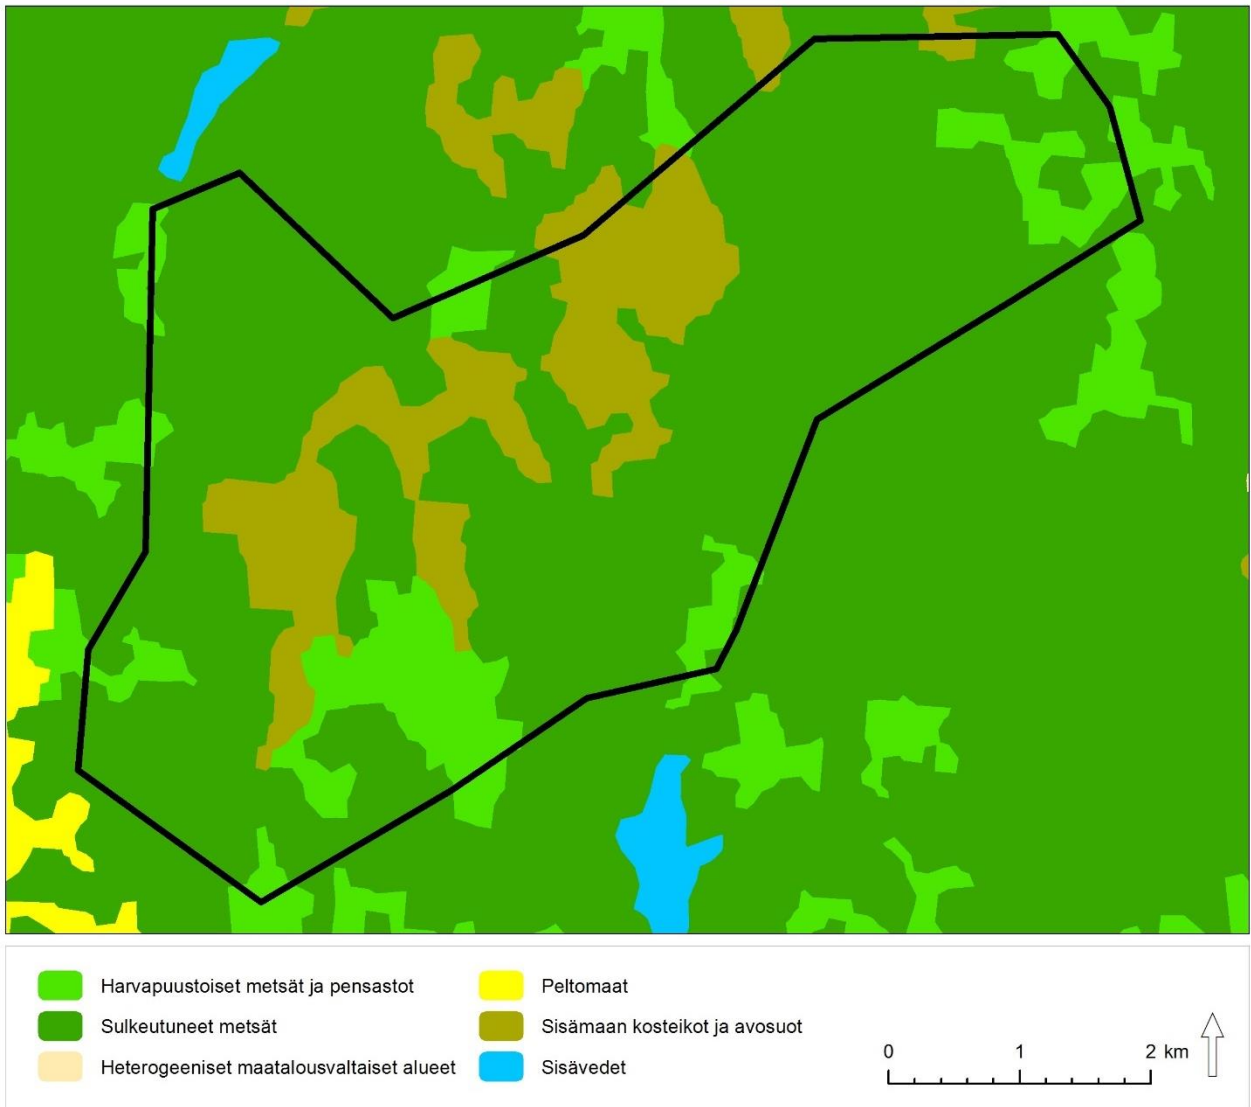 Harvapuustoiset metsät ja pensastot
Sulkeutuneet metsät
Heterogeeniset maatalousvaltaiset alueet
Peltomaat
Sisämaan kosteikot ja avosuot
Sisävedet
0 1 2 km